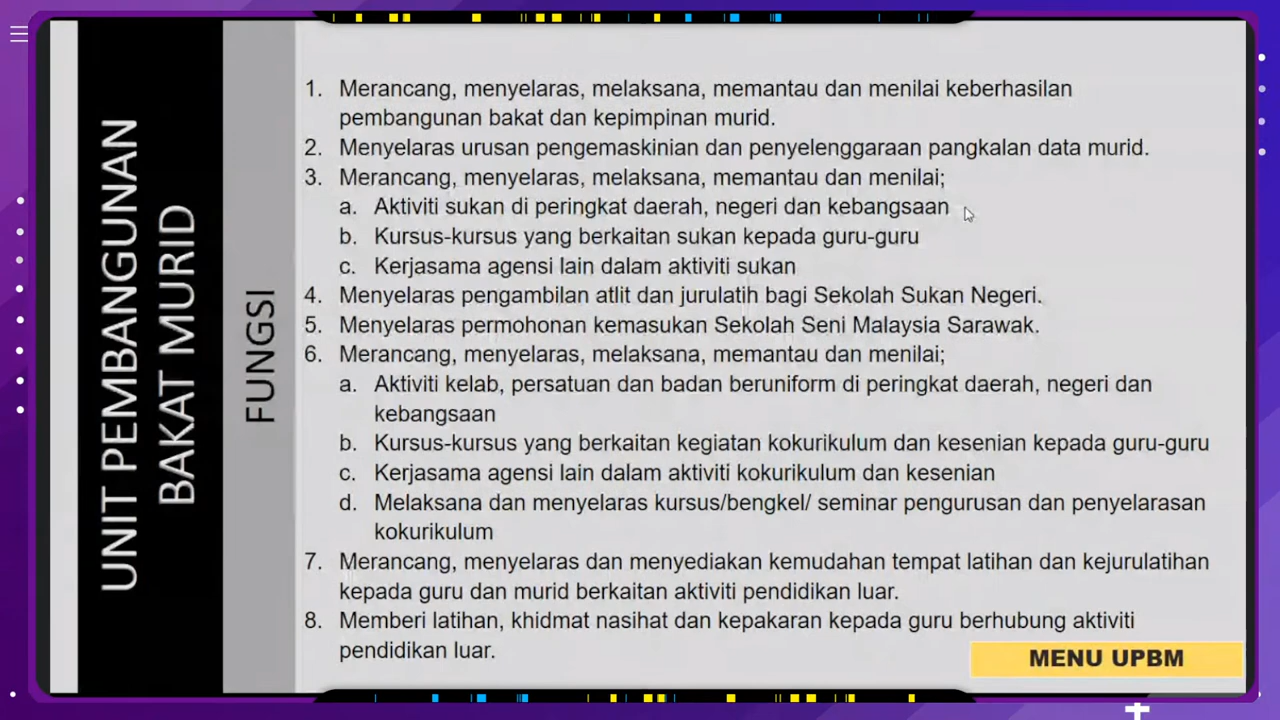 UNIT PEMBANGUNAN
BAKAT MURID
FUNGSI
1. Merancang, menyelaras, melaksana, memantau dan menilai keberhasilan
pembangunan bakat dan kepimpinan murid.
2. Menyelaras urusan pengemaskinian dan penyelenggaraan pangkalan data murid.
3. Merancang, menyelaras, melaksana, memantau dan menilai;
a. Aktiviti sukan di peringkat daerah, negeri dan kebangsaan
b. Kursus-kursus yang berkaitan sukan kepada guru-guru
c. Kerjasama agensi lain dalam aktiviti sukan
4. Menyelaras pengambilan atlit dan jurulatih bagi Sekolah Sukan Negeri.
5. Menyelaras permohonan kemasukan Sekolah Seni Malaysia Sarawak.
6. Merancang, menyelaras, melaksana, memantau dan menilai;
a. Aktiviti kelab, persatuan dan badan beruniform di peringkat daerah, negeri dan
kebangsaan
b. Kursus-kursus yang berkaitan kegiatan kokurikulum dan kesenian kepada guru-guru
c. Kerjasama agensi lain dalam aktiviti kokurikulum dan kesenian
d. Melaksana dan menyelaras kursus/bengkel/ seminar pengurusan dan penyelarasan
kokurikulum
7. Merancang, menyelaras dan menyediakan kemudahan tempat latihan dan kejurulatihan
kepada guru dan murid berkaitan aktiviti pendidikan luar.
8. Memberi latihan, khidmat nasihat dan kepakaran kepada guru berhubung aktiviti
pendidikan luar.
MENU UPBM